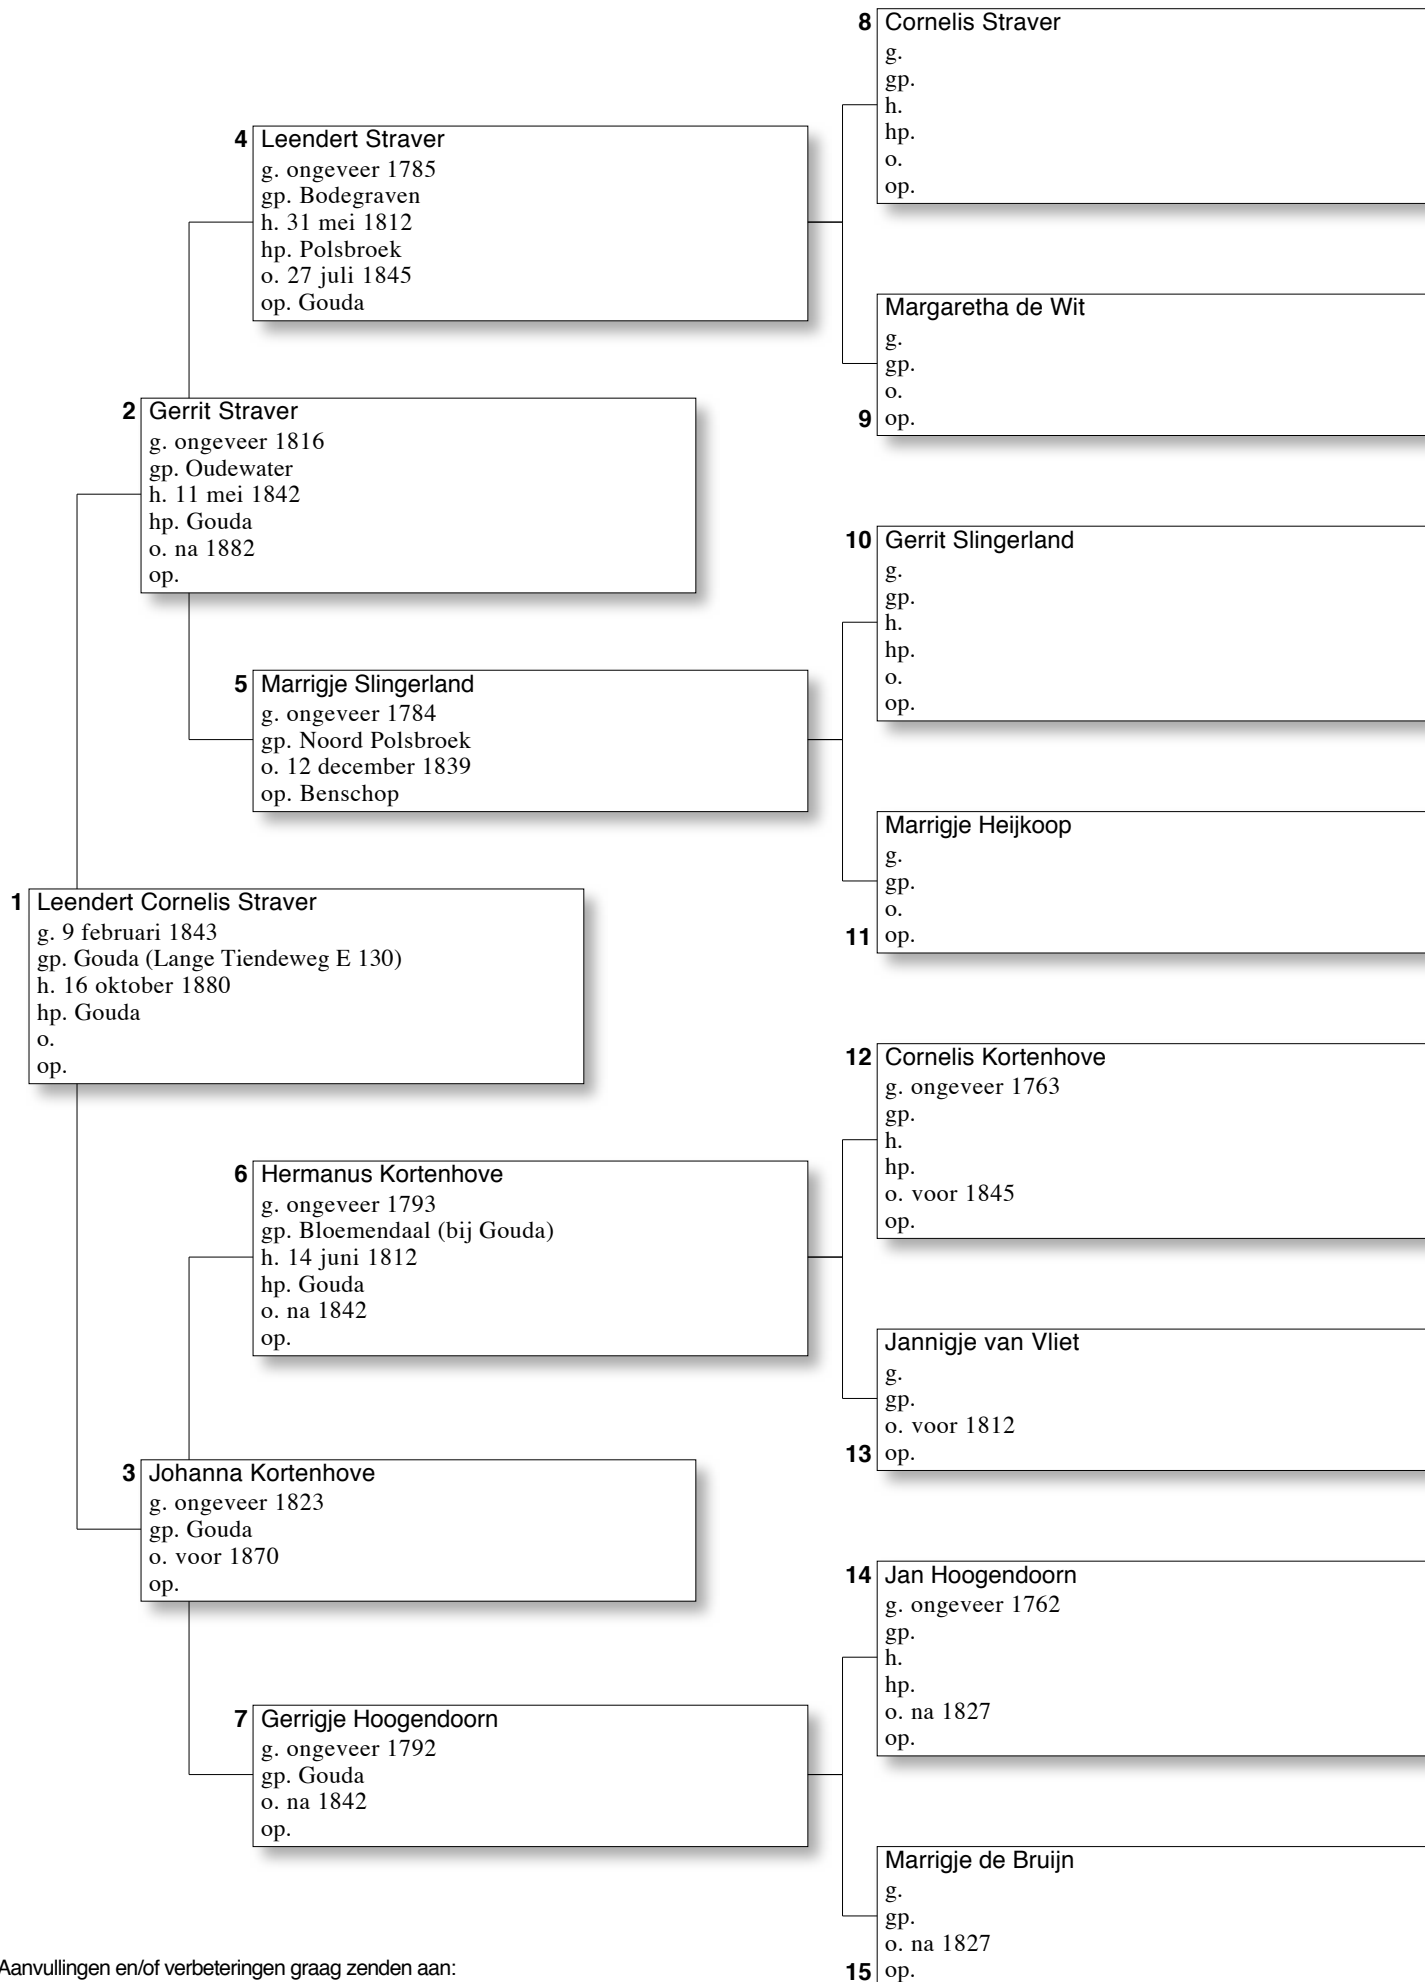 8 Cornelis Straver
g.
gp.
h.
hp.
o.
op.
4 Leendert Straver
g. ongeveer 1785
gp. Bodegraven
h. 31 mei 1812
hp. Polsbroek
o. 27 juli 1845
op. Gouda
Margaretha de Wit
g.
gp.
o.
9 op.
2 Gerrit Straver
g. ongeveer 1816
gp. Oudewater
h. 11 mei 1842
hp. Gouda
o. na 1882
op.
10 Gerrit Slingerland
g.
gp.
h.
hp.
o.
op.
5 Marrigje Slingerland
g. ongeveer 1784
gp. Noord Polsbroek
o. 12 december 1839
op. Benschop
Marrigje Heijkoop
g.
gp.
o.
11 op.
1 Leendert Cornelis Straver
g. 9 februari 1843
gp. Gouda (Lange Tiendeweg E 130)
h. 16 oktober 1880
hp. Gouda
o.
op.
12 Cornelis Kortenhove
g. ongeveer 1763
gp.
h.
hp.
o. voor 1845
op.
6 Hermanus Kortenhove
g. ongeveer 1793
gp. Bloemendaal (bij Gouda)
h. 14 juni 1812
hp. Gouda
o. na 1842
op.
Jannigje van Vliet
g.
gp.
o. voor 1812
13 op.
3 Johanna Kortenhove
g. ongeveer 1823
gp. Gouda
o. voor 1870
op.
14 Jan Hoogendoorn
g. ongeveer 1762
gp.
h.
hp.
o. na 1827
op.
7 Gerrigje Hoogendoorn
g. ongeveer 1792
gp. Gouda
o. na 1842
op.
Marrigje de Bruijn
g.
gp.
o. na 1827
15 op.
Aanvullingen en/of verbeteringen graag zenden aan: